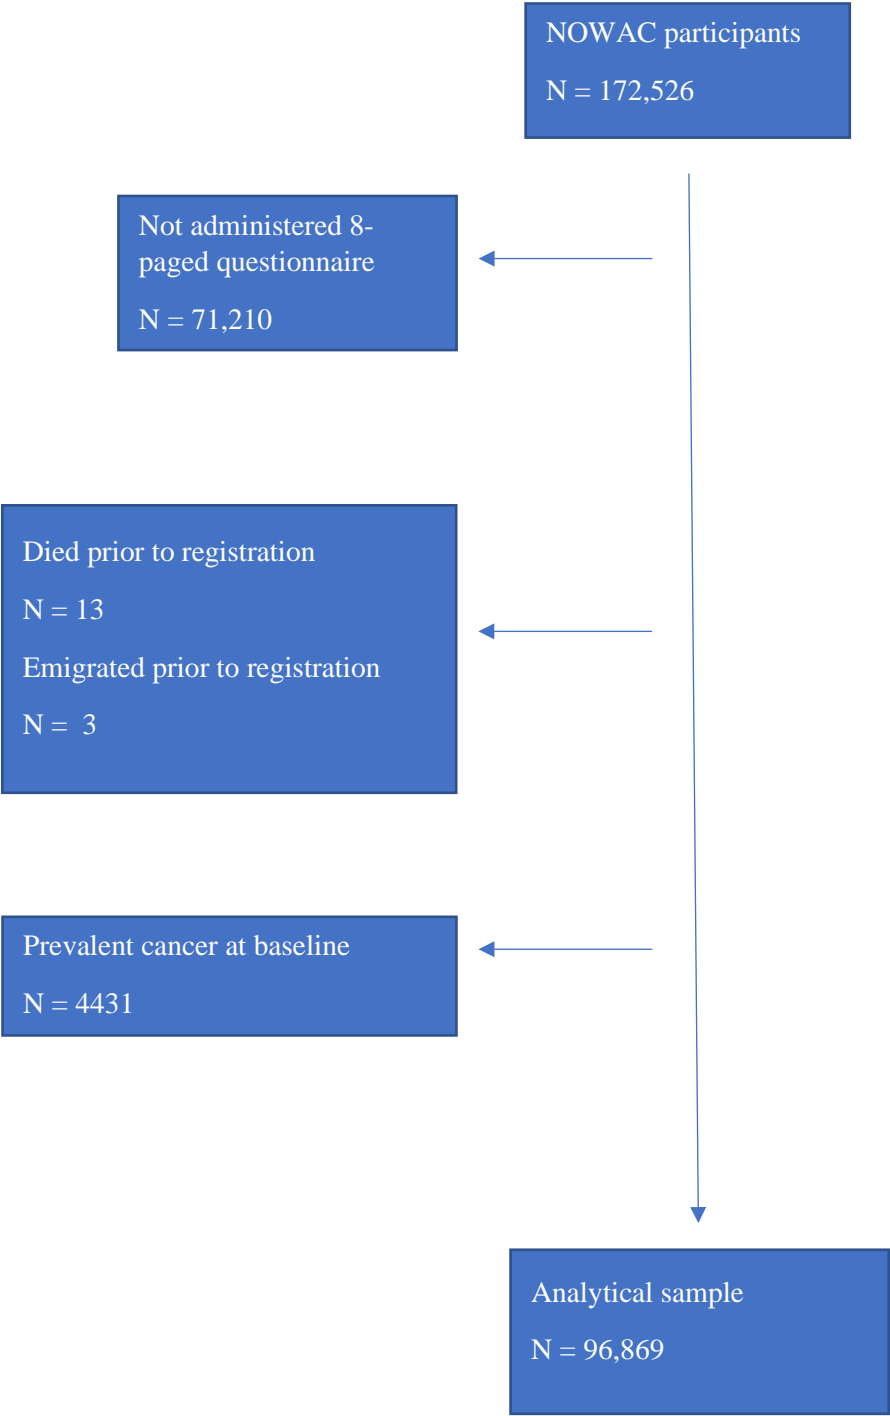 NOWAC participants
N = 172,526
Not administered 8-
paged questionnaire
N = 71,210
Died prior to registration
N = 13
Emigrated prior to registration
N =  3
Prevalent cancer at baseline
N = 4431
Analytical sample
N = 96,869